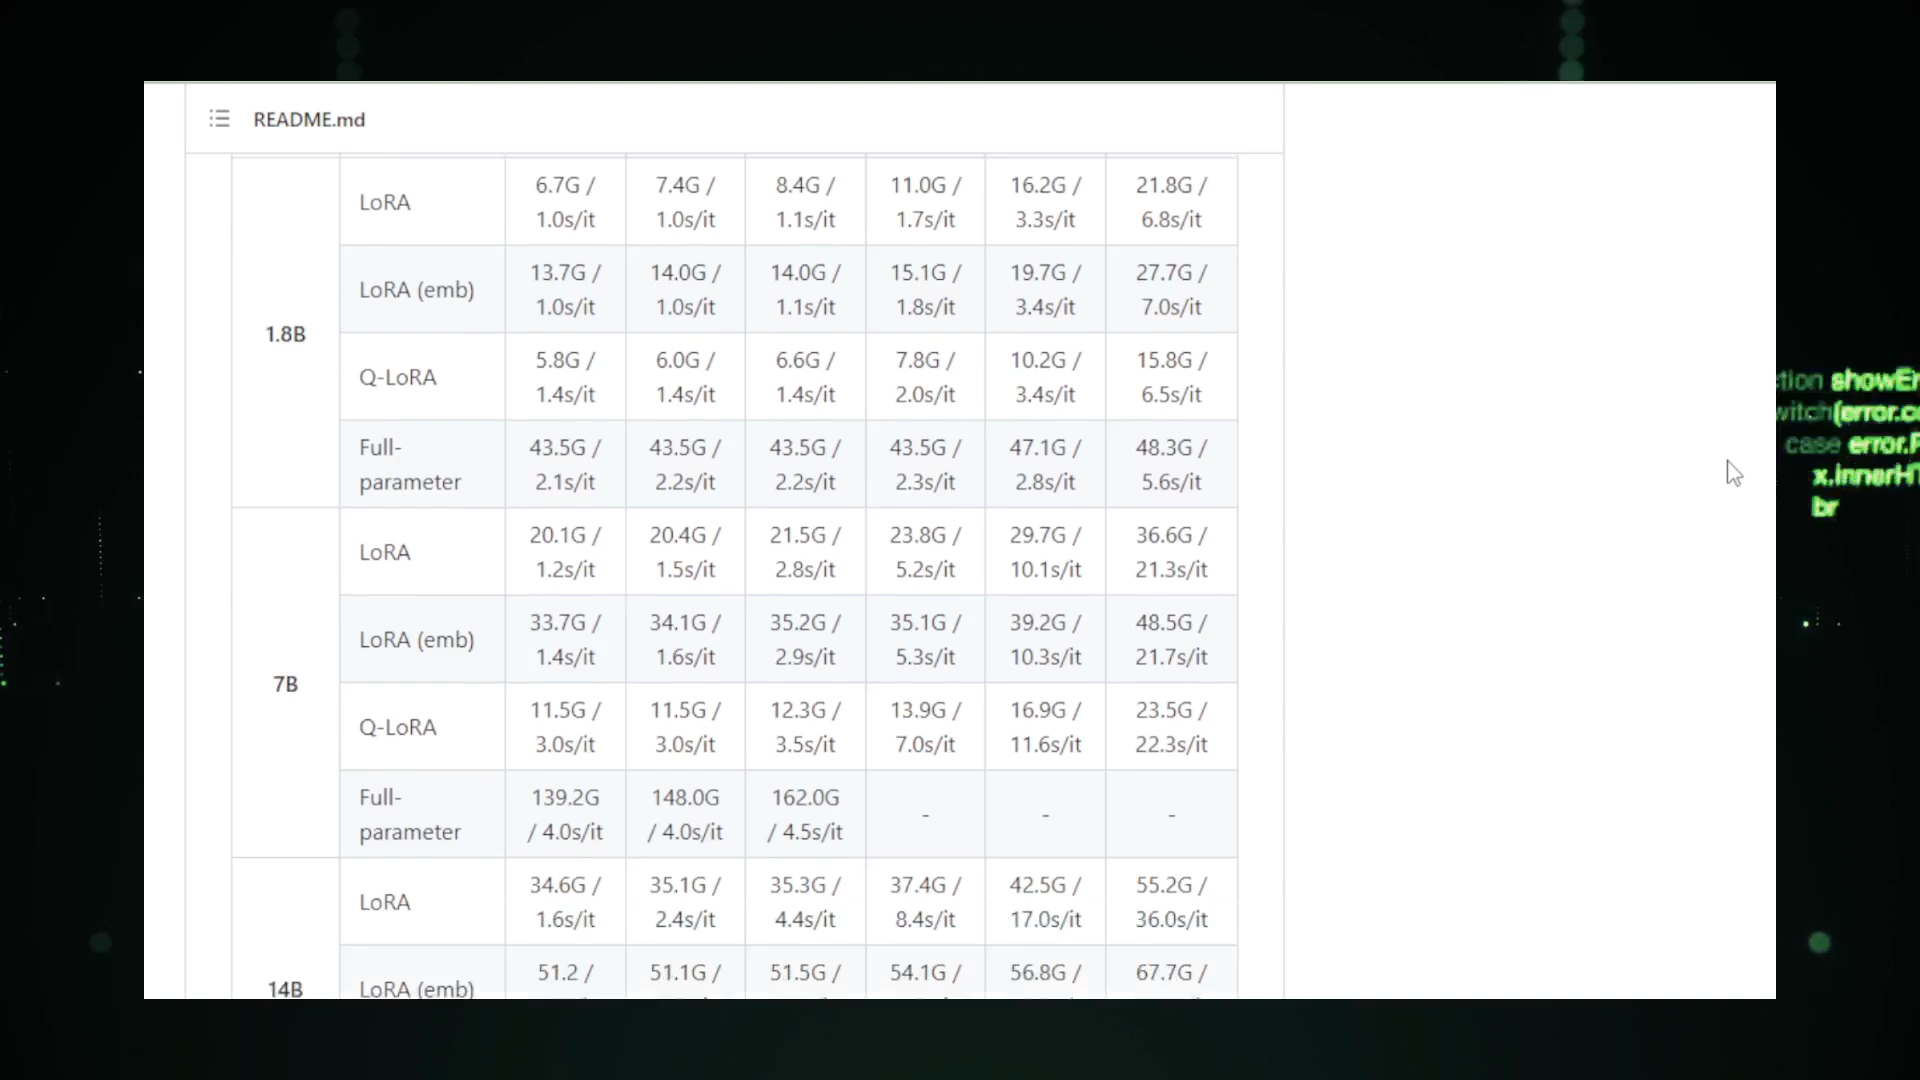 README.md
LoRA 6.7G / 7.4G / 8.4G / 11.0G / 16.2G / 21.8G /
1.0s/it 1.0s/it 1.1s/it 1.7s/it 3.3s/it 6.8s/it
LoRA (emb) 13.7G / 14.0G / 14.0G / 15.1G / 19.7G / 27.7G /
1.0s/it 1.0s/it 1.1s/it 1.8s/it 3.4s/it 7.0s/it
1.8B
Q-LoRA 5.8G / 6.0G / 6.6G / 7.8G / 10.2G / 15.8G /
1.4s/it 1.4s/it 1.4s/it 2.0s/it 3.4s/it 6.5s/it
Full- 43.5G / 43.5G / 43.5G / 43.5G / 47.1G / 48.3G /
parameter 2.1s/it 2.2s/it 2.2s/it 2.3s/it 2.8s/it 5.6s/it
LoRA 20.1G / 20.4G / 21.5G / 23.8G / 29.7G / 36.6G /
1.2s/it 1.5s/it 2.8s/it 5.2s/it 10.1s/it 21.3s/it
LoRA (emb) 33.7G / 34.1G / 35.2G / 35.1G / 39.2G / 48.5G /
1.4s/it 1.6s/it 2.9s/it 5.3s/it 10.3s/it 21.7s/it
7B
Q-LoRA 11.5G / 11.5G / 12.3G / 13.9G / 16.9G / 23.5G /
3.0s/it 3.0s/it 3.5s/it 7.0s/it 11.6s/it 22.3s/it
Full- 139.2G 148.0G 162.0G - - -
parameter / 4.0s/it / 4.0s/it / 4.5s/it
LoRA 34.6G / 35.1G / 35.3G / 37.4G / 42.5G / 55.2G /
1.6s/it 2.4s/it 4.4s/it 8.4s/it 17.0s/it 36.0s/it
14B LoRA (emb) 51.2 / 51.1G / 51.5G / 54.1G / 56.8G / 67.7G /
tion showEr
witch(error.co
case error.P
x.innerHT
br